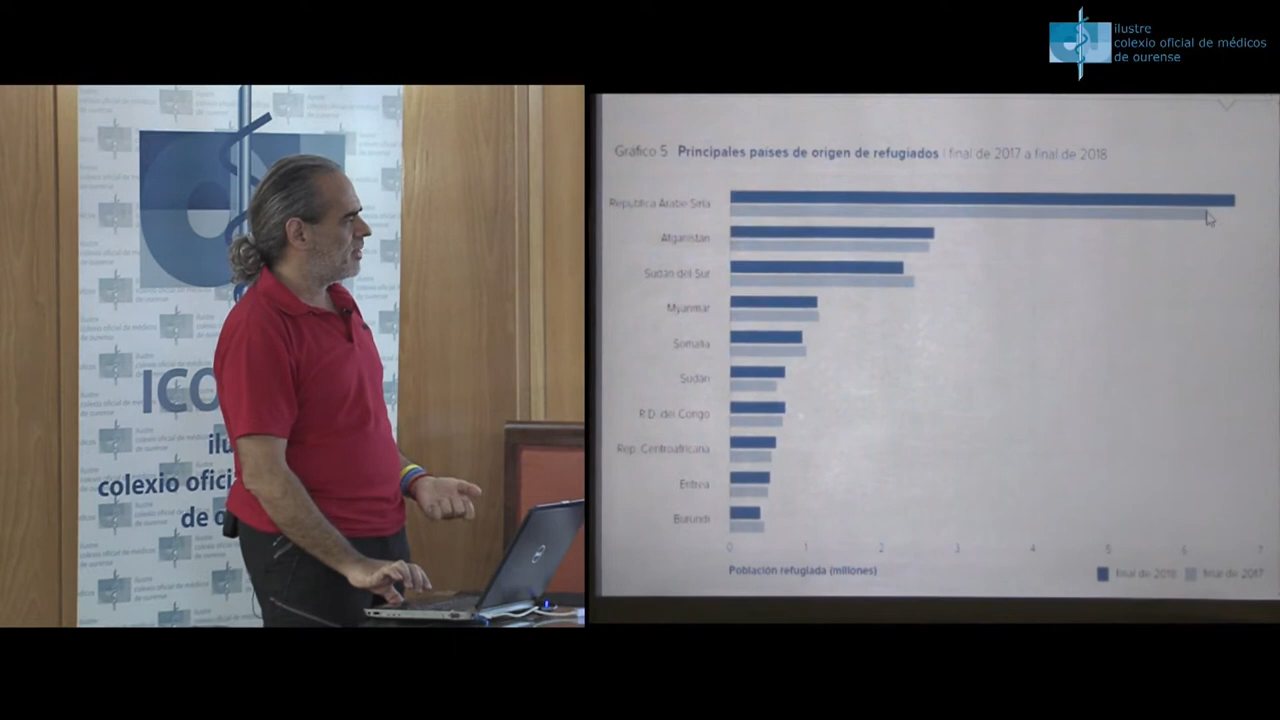 ilustre
colexio oficial de médicos
de ourense
ICO
ilu
colexio ofici
de o
Gráfico 5 Principales países de origen de refugiados | final de 2017 a final de 2018
República Árabe Siria
Afganistán
Sudán del Sur
Myanmar
Somalia
Sudán
R.D. del Congo
Rep. Centroafricana
Eritrea
Burundi
0 1 2 3 4 5 6 7
Población refugiada (millones)
final de 2018 final de 2017